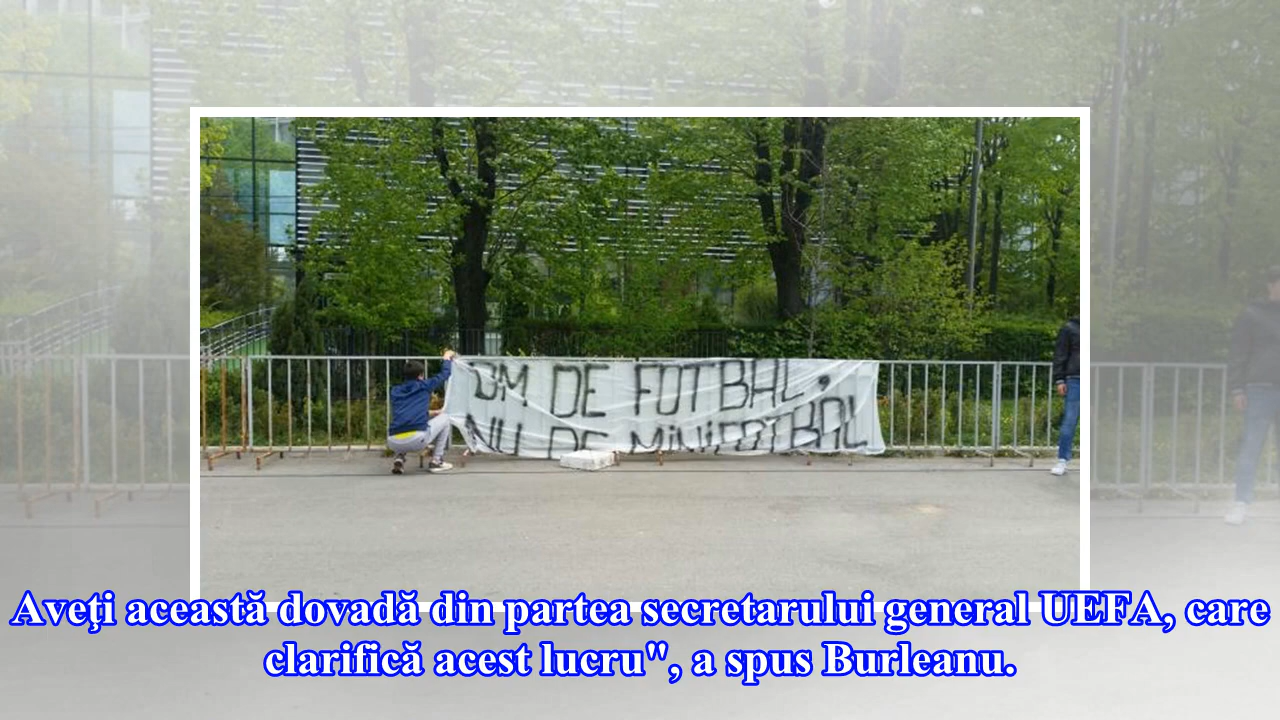 OM DE FOTBAL,
NU DE MINIFOTBAL
Aveţi această dovadă din partea secretarului general UEFA, care
clarifică acest lucru", a spus Burleanu.